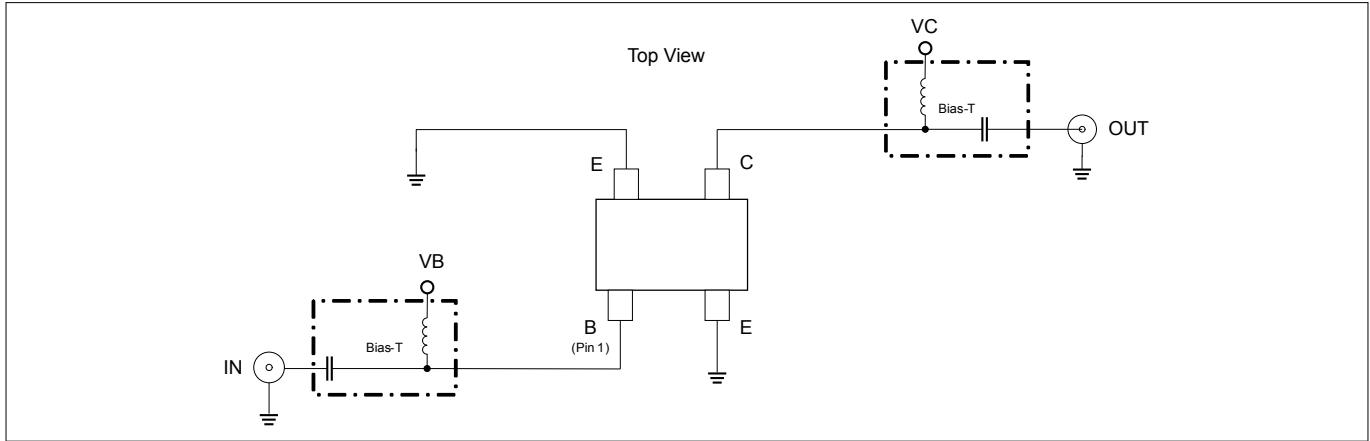 VC
Top View
Bias-T
OUT
E
C
VB
B
E
(Pin 1)
Bias-T
IN